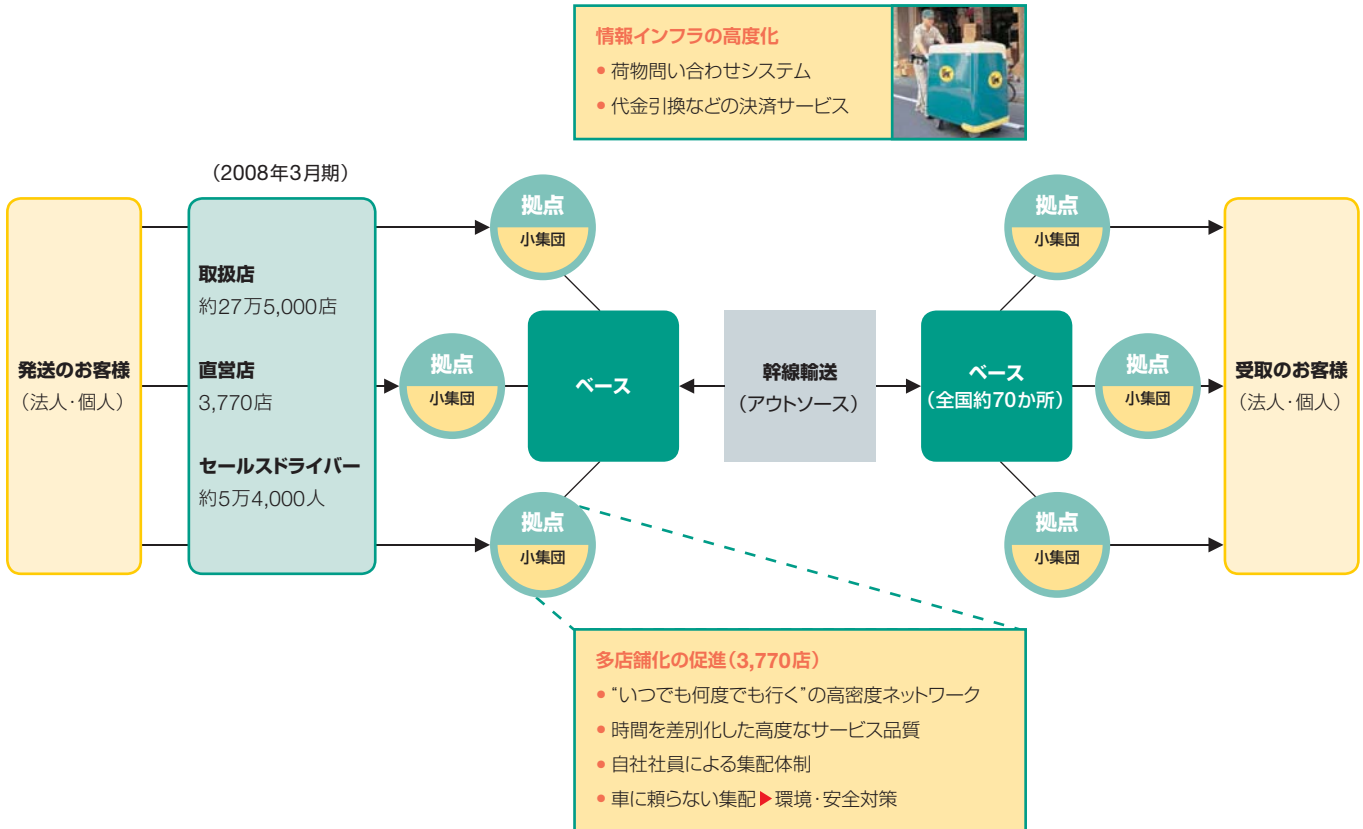 情報インフラの高度化
• 荷物問い合わせシステム
• 代金引換などの決済サービス
（2008年3月期）
発送のお客様
（法人・個人）
取扱店
約27万5,000店
直営店
3,770店
セールスドライバー
約5万4,000人
拠点
小集団
拠点
小集団
拠点
小集団
ベース
幹線輸送
（アウトソース）
ベース
（全国約70か所）
拠点
小集団
拠点
小集団
拠点
小集団
受取のお客様
（法人・個人）
多店舗化の促進（3,770店）
• “いつでも何度でも行く”の高密度ネットワーク
• 時間を差別化した高度なサービス品質
• 自社社員による集配体制
• 車に頼らない集配▶環境・安全対策